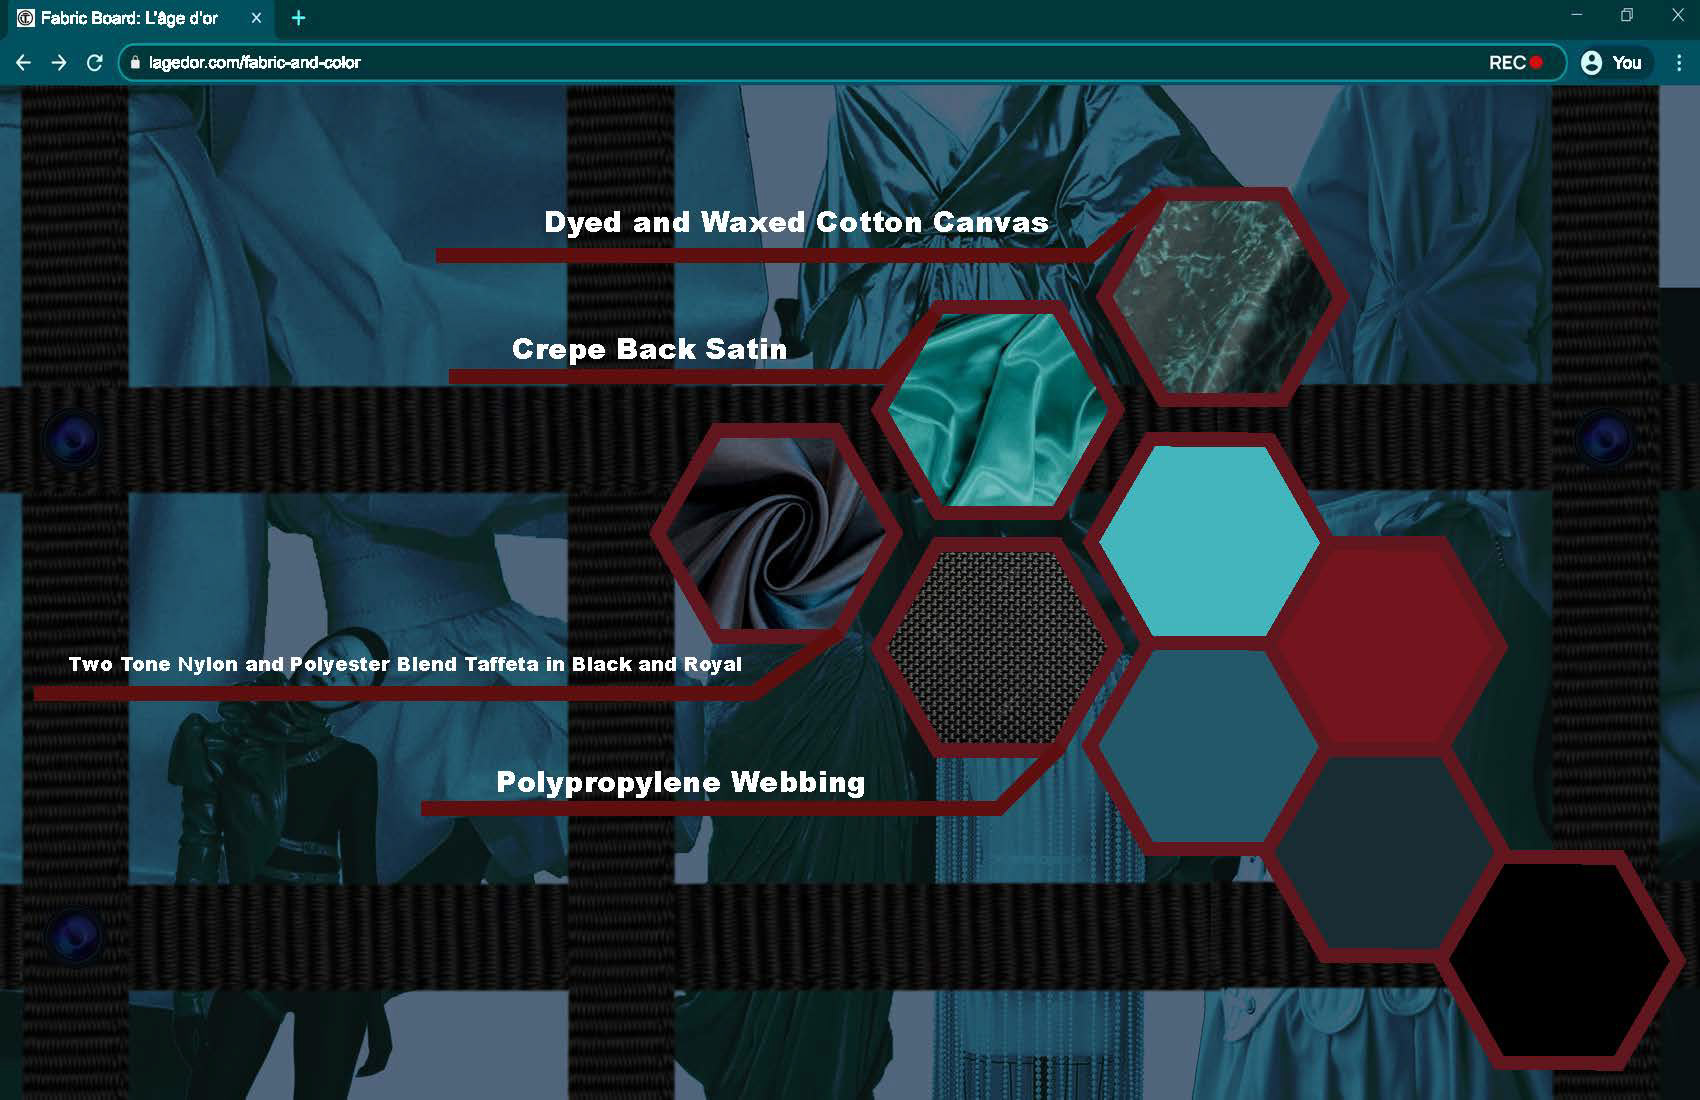 Fabric Board: L'âge d'or
lagedor.com/fabric-and-color
REC
You
Dyed and Waxed Cotton Canvas
Crepe Back Satin
Two Tone Nylon and Polyester Blend Taffeta in Black and Royal
Polypropylene Webbing